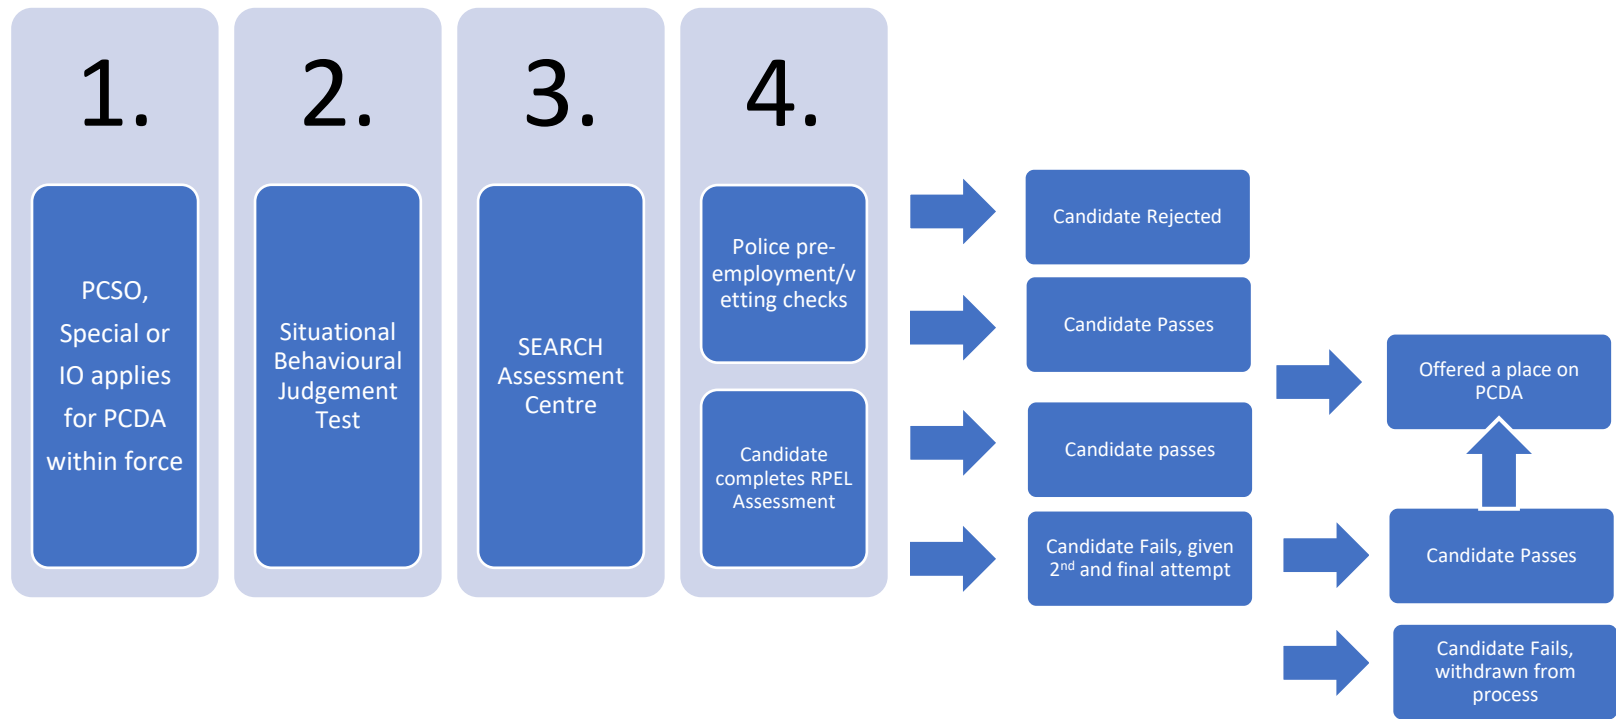 1.
PCSO,
Special or
IO applies
for PCDA
within force
2.
Situational
Behavioural
Judgement
Test
3.
SEARCH
Assessment
Centre
4.
Police pre-
employment/v
etting checks
Candidate
completes RPEL
Assessment
Candidate Rejected
Candidate Passes
Candidate passes
Candidate Fails, given
2nd and final attempt
Offered a place on
PCDA
Candidate Passes
Candidate Fails,
withdrawn from
process